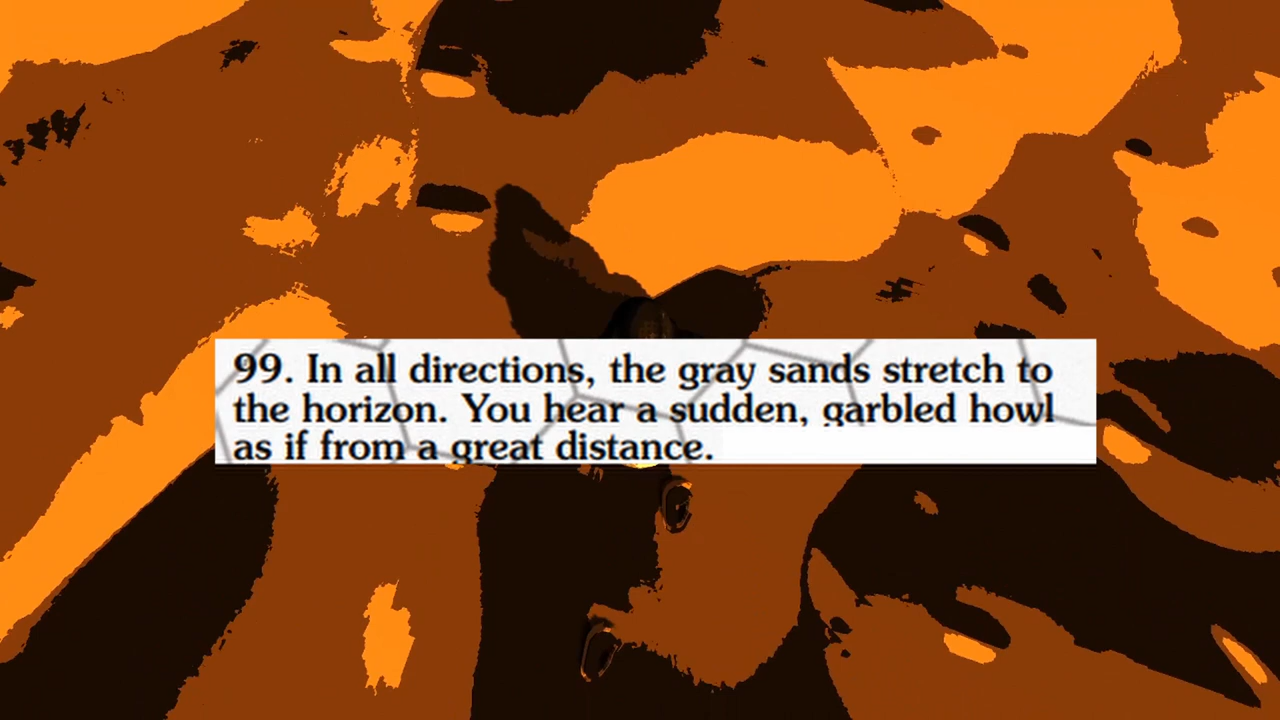 99. In all directions, the gray sands stretch to
the horizon. You hear a sudden, garbled howl
as if from a great distance.